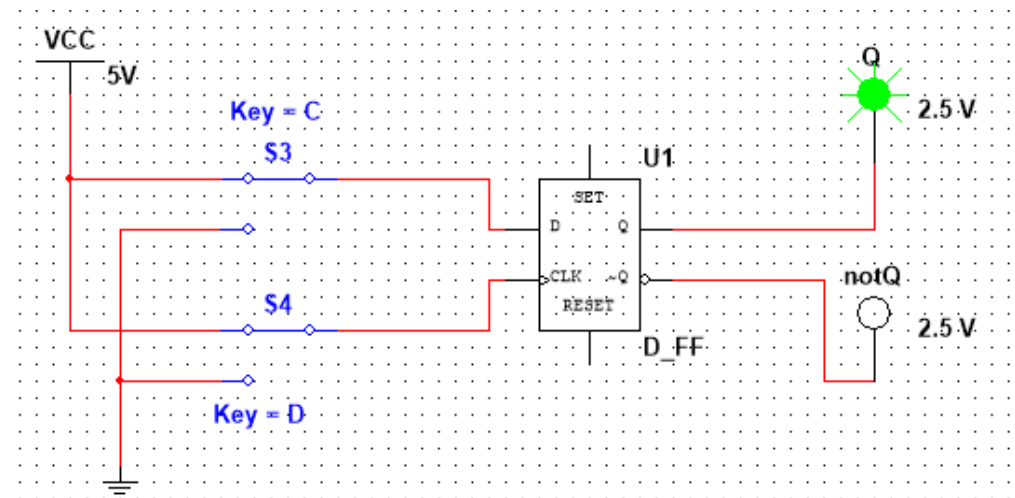 VCC
5V
Q
2.5 V
Key = C
S3
U1
SET
D Q
CLK ~Q
RESET
D_FF
notQ
2.5 V
S4
Key = D